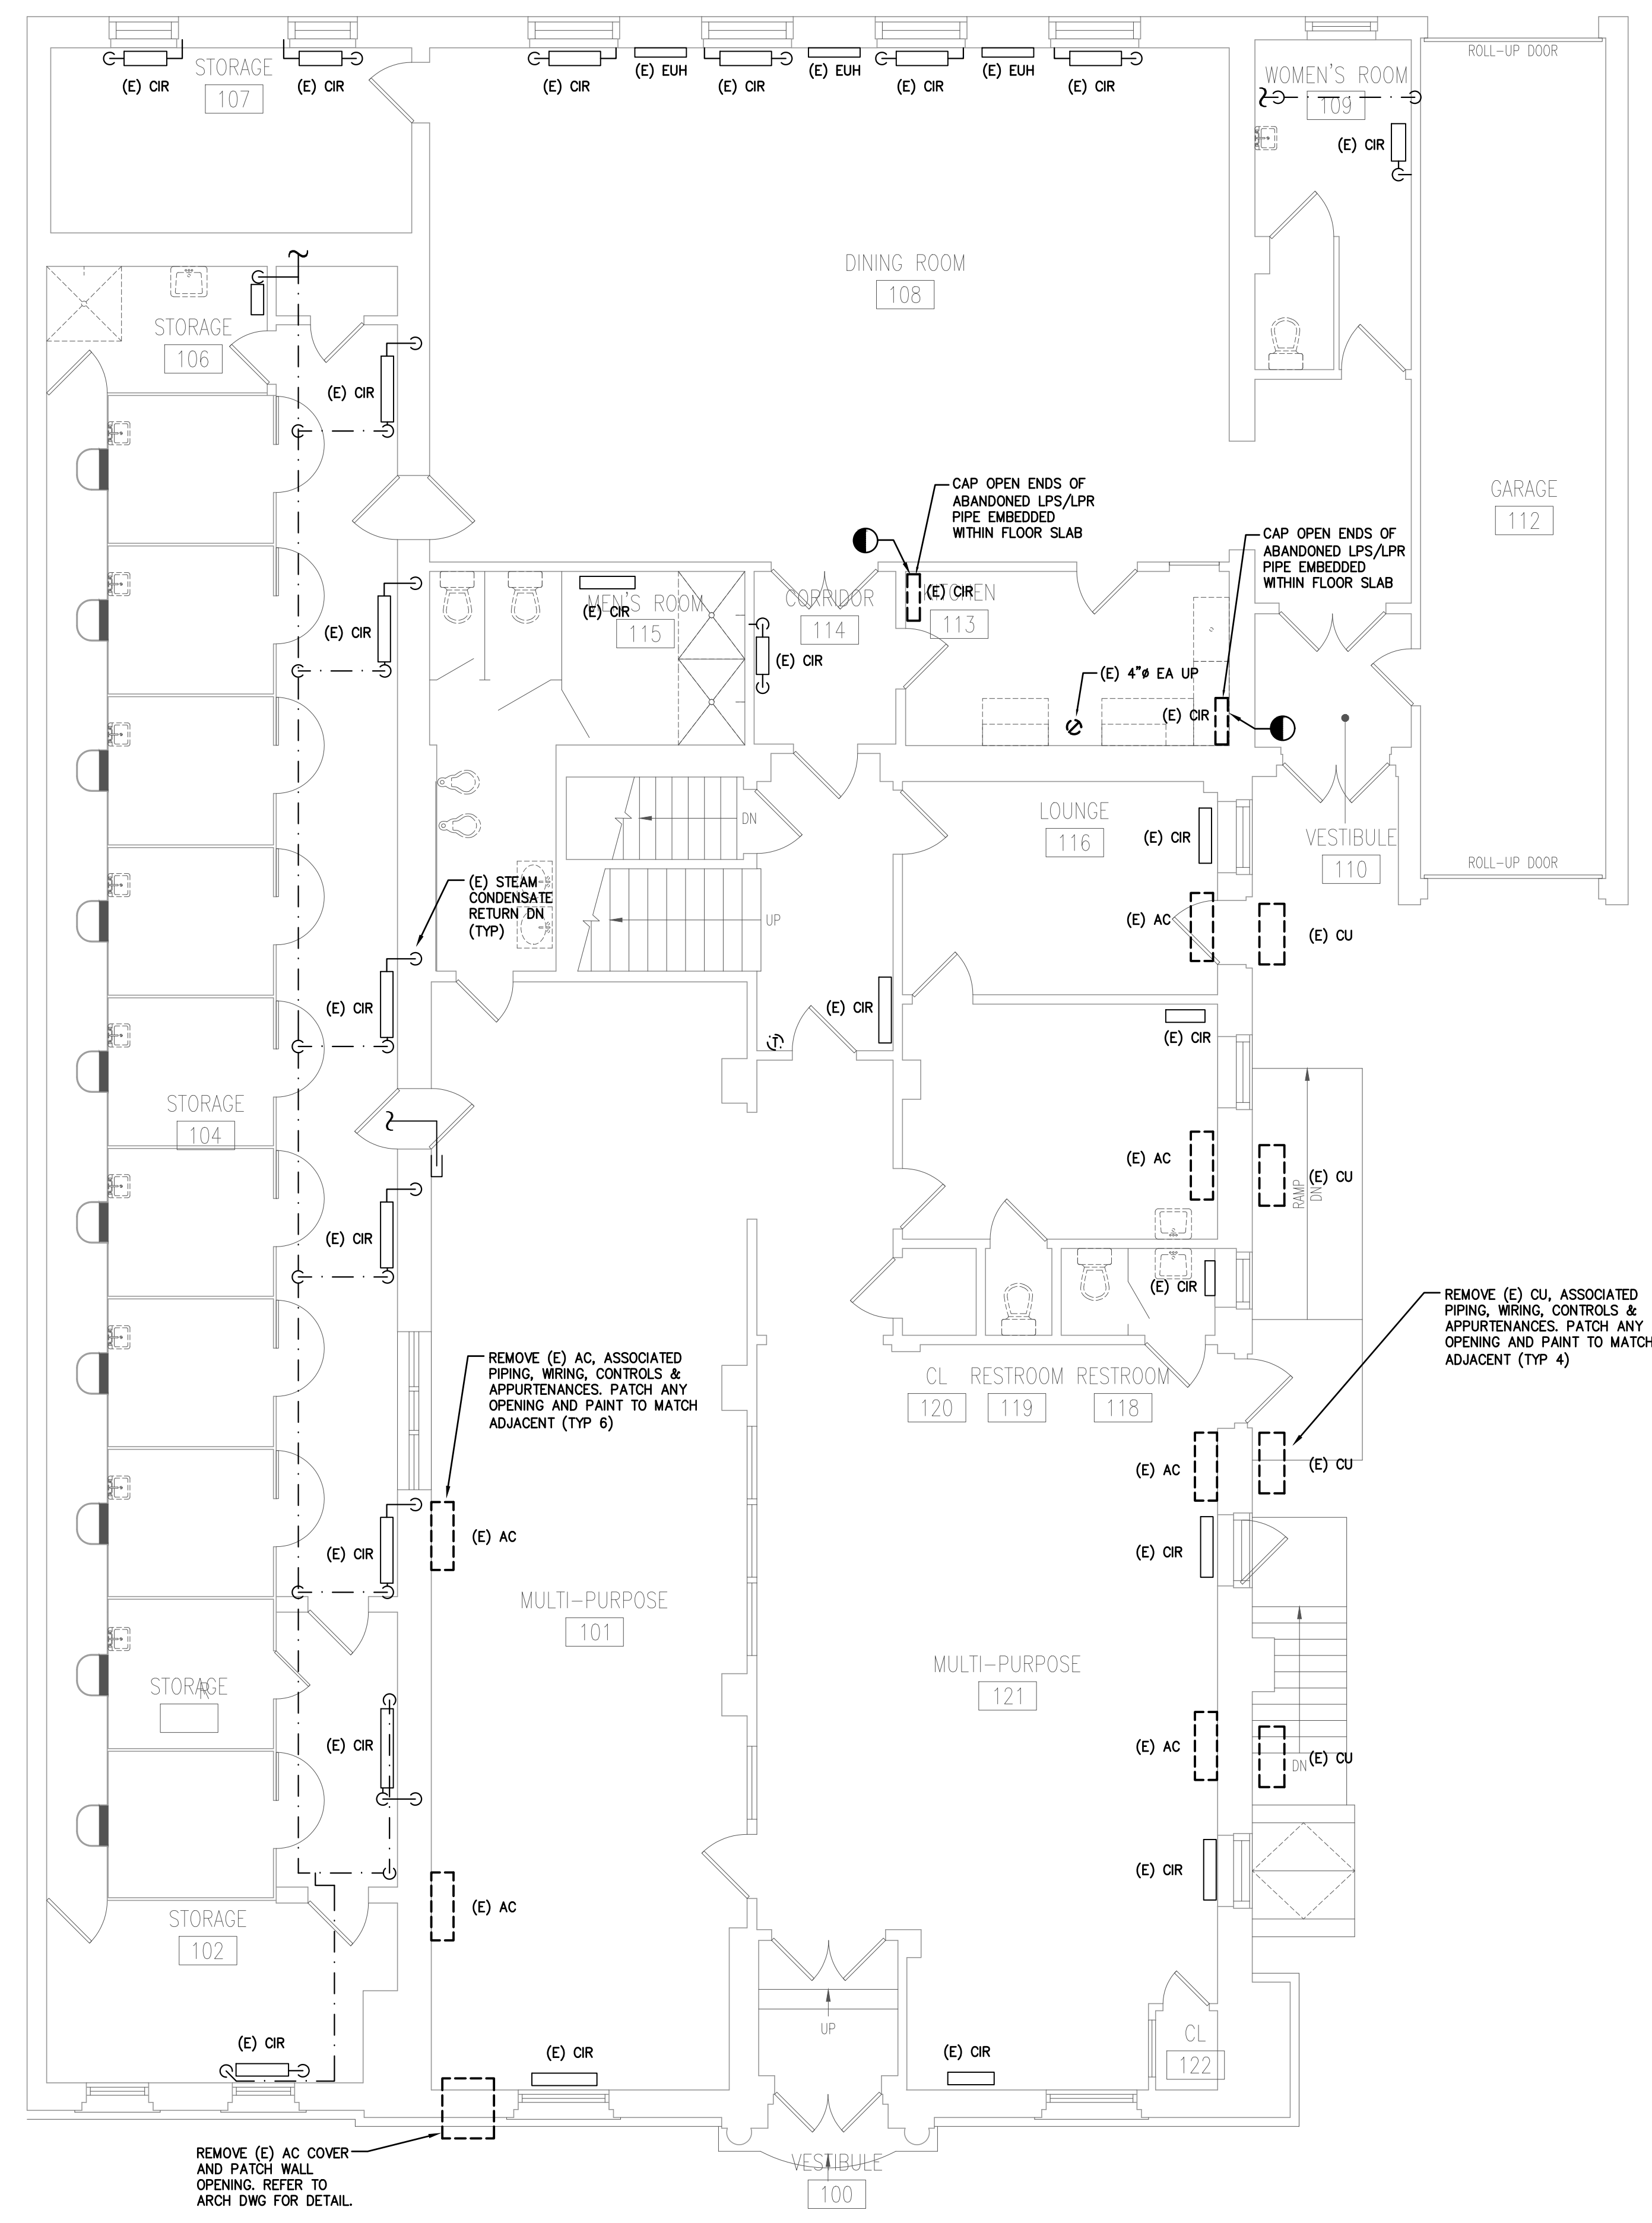 ROLL-UP DOOR
STORAGE
107
(E) CIR
(E) CIR
(E) CIR
(E) EUH
(E) CIR
(E) EUH
(E) CIR
(E) EUH
(E) CIR
WOMEN'S ROOM
109
(E) CIR
DINING ROOM
108
STORAGE
106
(E) CIR
GARAGE
112
CAP OPEN ENDS OF
ABANDONED LPS/LPR
PIPE EMBEDDED
WITHIN FLOOR SLAB
CAP OPEN ENDS OF
ABANDONED LPS/LPR
PIPE EMBEDDED
WITHIN FLOOR SLAB
(E) CIR
(E) CIR
MEN'S ROOM
115
CORRIDOR
114
(E) CIR
(E) CIR
KITCHEN
113
(E) 4"ø EA UP
(E) CIR
LOUNGE
116
(E) CIR
VESTIBULE
110
ROLL-UP DOOR
DN
UP
(E) STEAM
CONDENSATE
RETURN DN
(TYP)
(E) AC
(E) CU
(E) CIR
(E) CIR
(E) CIR
T
STORAGE
104
(E) AC
(E) CU
RAMP
DN
(E) CIR
(E) CIR
REMOVE (E) CU, ASSOCIATED
PIPING, WIRING, CONTROLS &
APPURTENANCES. PATCH ANY
OPENING AND PAINT TO MATCH
ADJACENT (TYP 4)
REMOVE (E) AC, ASSOCIATED
PIPING, WIRING, CONTROLS &
APPURTENANCES. PATCH ANY
OPENING AND PAINT TO MATCH
ADJACENT (TYP 6)
CL
120
RESTROOM
119
RESTROOM
118
(E) AC
(E) CU
(E) CIR
(E) AC
(E) CIR
MULTI-PURPOSE
101
MULTI-PURPOSE
121
STORAGE
R
(E) CIR
(E) AC
DN
(E) CU
(E) CIR
(E) AC
STORAGE
102
UP
CL
122
(E) CIR
(E) CIR
(E) CIR
REMOVE (E) AC COVER
AND PATCH WALL
OPENING. REFER TO
ARCH DWG FOR DETAIL.
VESTIBULE
100